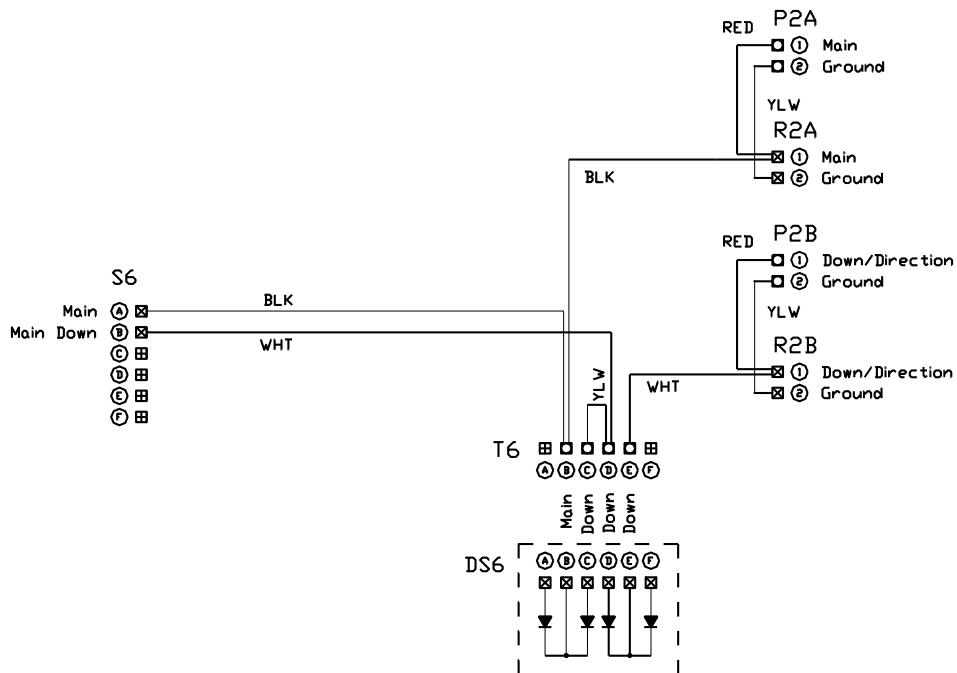 P2A
RED
1 Main
2 Ground
YLW
R2A
1 Main
2 Ground
BLK
P2B
RED
1 Down/Direction
2 Ground
YLW
R2B
1 Down/Direction
2 Ground
WHT
S6
Main A
Main Down B
C
D
E
F
BLK
WHT
YLW
T6
A B C D E F
Main
Down
Down
Down
DS6
A B C D E F